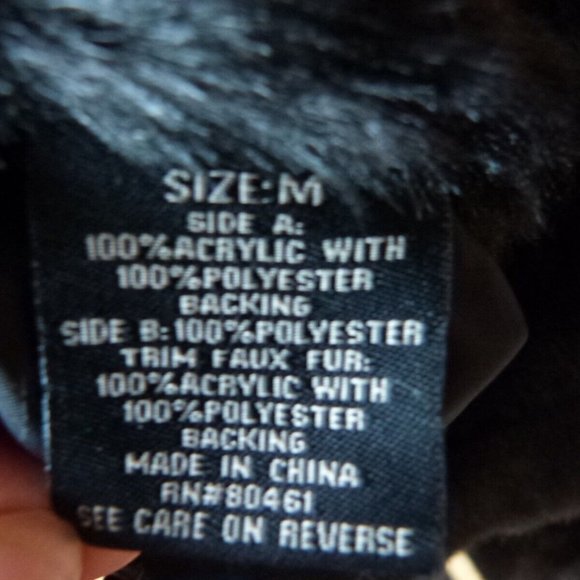 SIZE:M
SIDE A:
100%ACRYLIC WITH
100%POLYESTER
BACKING
SIDE B:100%POLYESTER
TRIM FAUX FUR:
100%ACRYLIC WITH
100%POLYESTER
BACKING
MADE IN CHINA
RN#80461
SEE CARE ON REVERSE